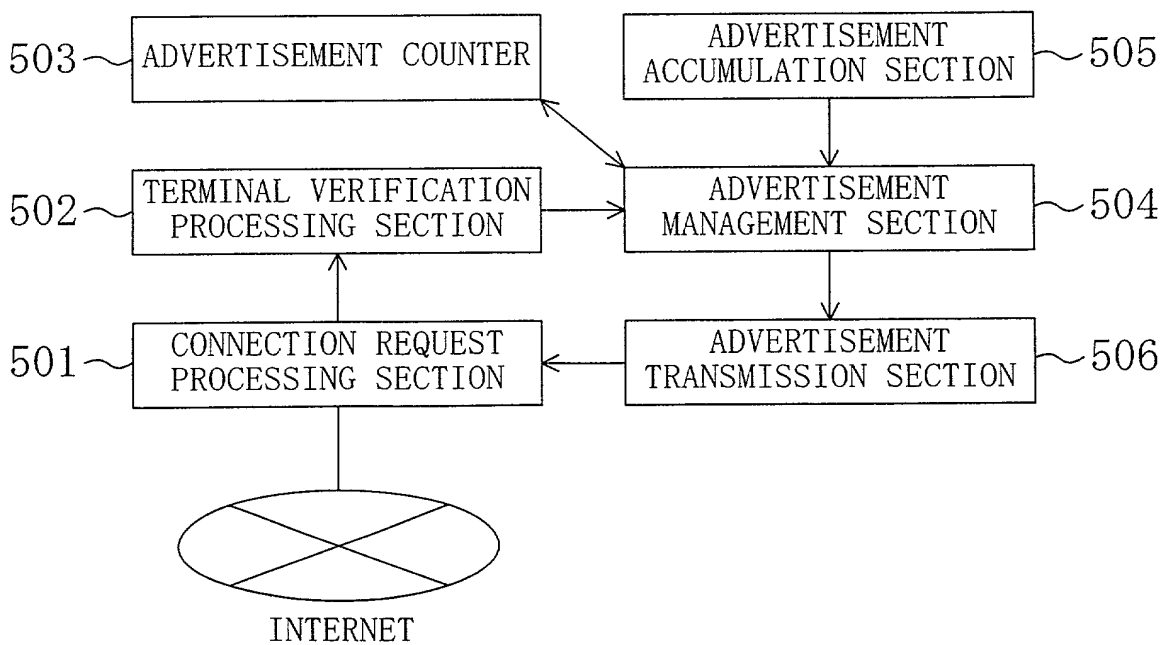 503
ADVERTISEMENT COUNTER
ADVERTISEMENT
ACCUMULATION SECTION
505
502
TERMINAL VERIFICATION
PROCESSING SECTION
ADVERTISEMENT
MANAGEMENT SECTION
504
501
CONNECTION REQUEST
PROCESSING SECTION
ADVERTISEMENT
TRANSMISSION SECTION
506
INTERNET